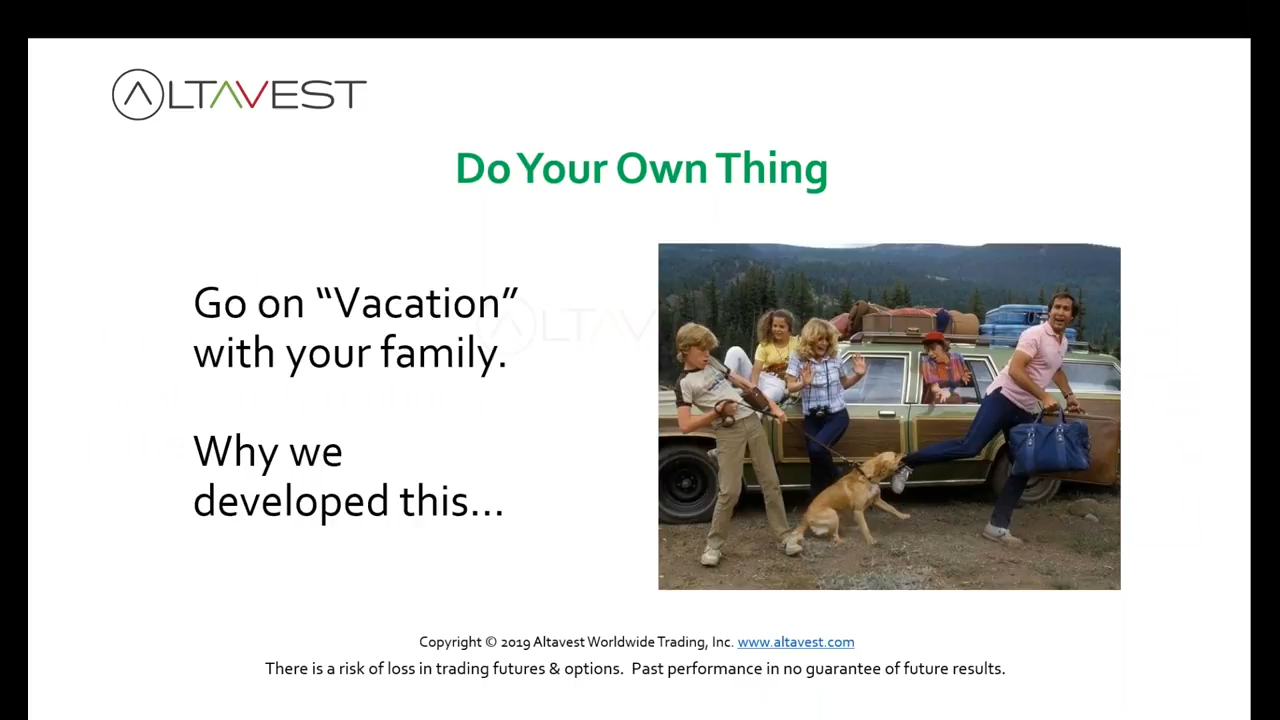 ALTAVEST
Do Your Own Thing
Go on “Vacation”
with your family.
Why we
developed this...
ALTAV
Copyright © 2019 Altavest Worldwide Trading, Inc. www.altavest.com
There is a risk of loss in trading futures & options.  Past performance in no guarantee of future results.